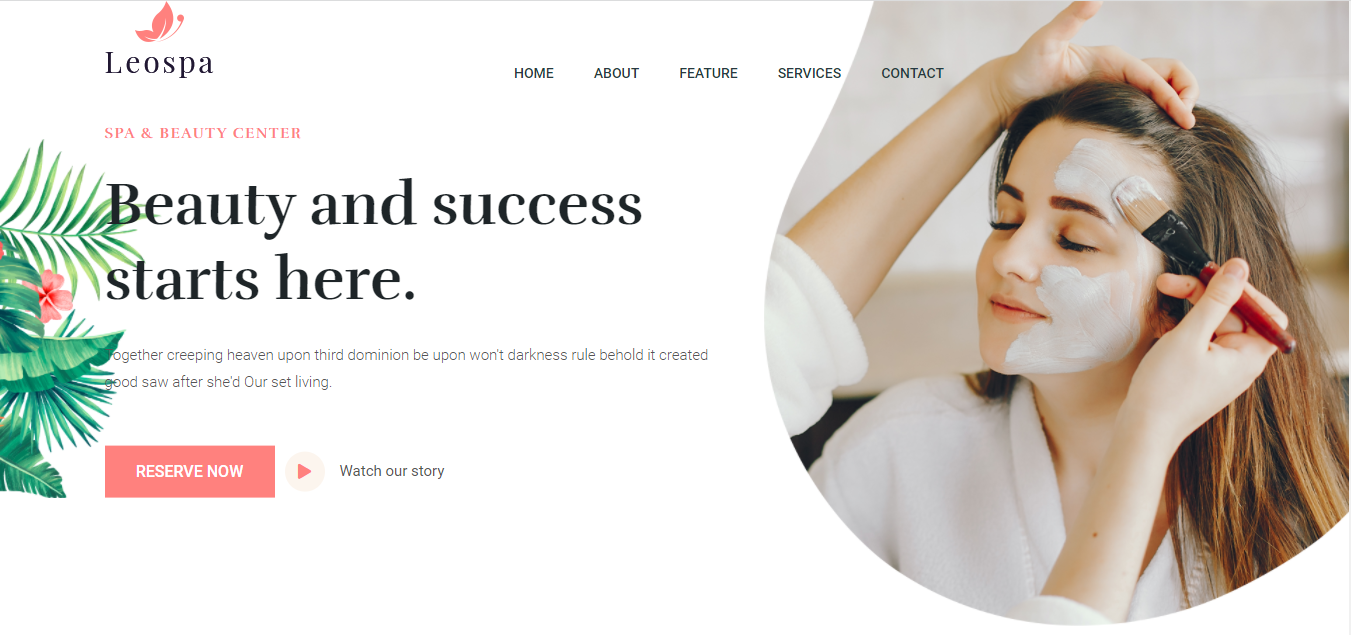 Leospa
HOME ABOUT FEATURE SERVICES CONTACT
SPA & BEAUTY CENTER
Beauty and success
starts here.
Together creeping heaven upon third dominion be upon won't darkness rule behold it created
good saw after she'd Our set living.
RESERVE NOW Watch our story